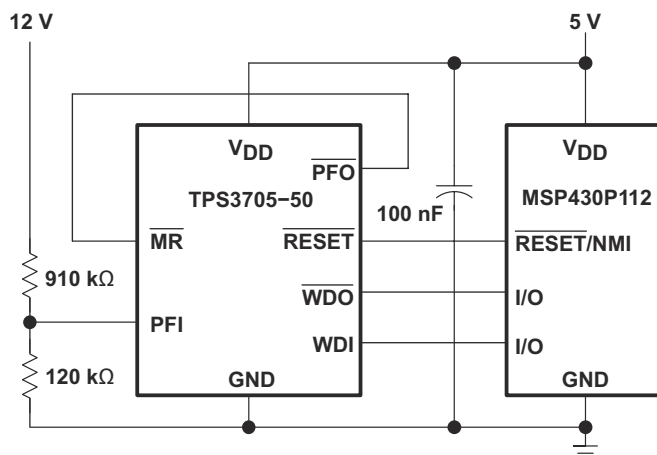 12 V
5 V
VDD
PFO
TPS3705−50
MR
RESET
WDO
PFI
WDI
GND
910 kΩ
120 kΩ
100 nF
VDD
MSP430P112
RESET/NMI
I/O
I/O
GND